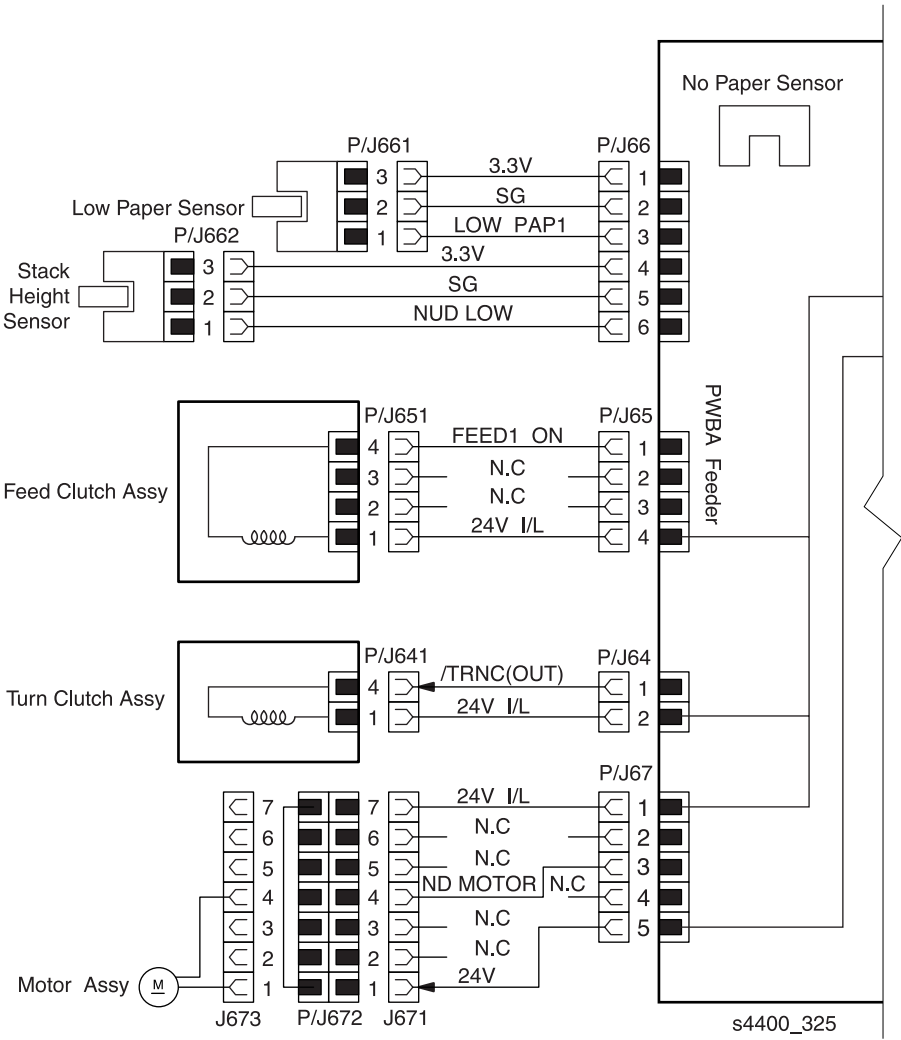 No Paper Sensor
P/J661
P/J66
3 3.3V 1
Low Paper Sensor 2 SG 2
1 LOW PAP1 3
P/J662
3 3.3V 4
Stack
Height
Sensor
2 SG 5
1 NUD LOW 6
PWBA Feeder
P/J651
P/J65
4 FEED1 ON 1
3 N.C 2
Feed Clutch Assy
2 N.C 3
1 24V I/L 4
P/J641
P/J64
4 /TRNC(OUT) 1
Turn Clutch Assy
1 24V I/L 2
P/J67
7 7 24V I/L 1
6 6 N.C 2
5 5 N.C 3
4 4 ND MOTOR N.C 4
3 3 N.C 5
2 2 N.C
Motor Assy M 1 1 24V
J673 P/J672 J671
s4400_325